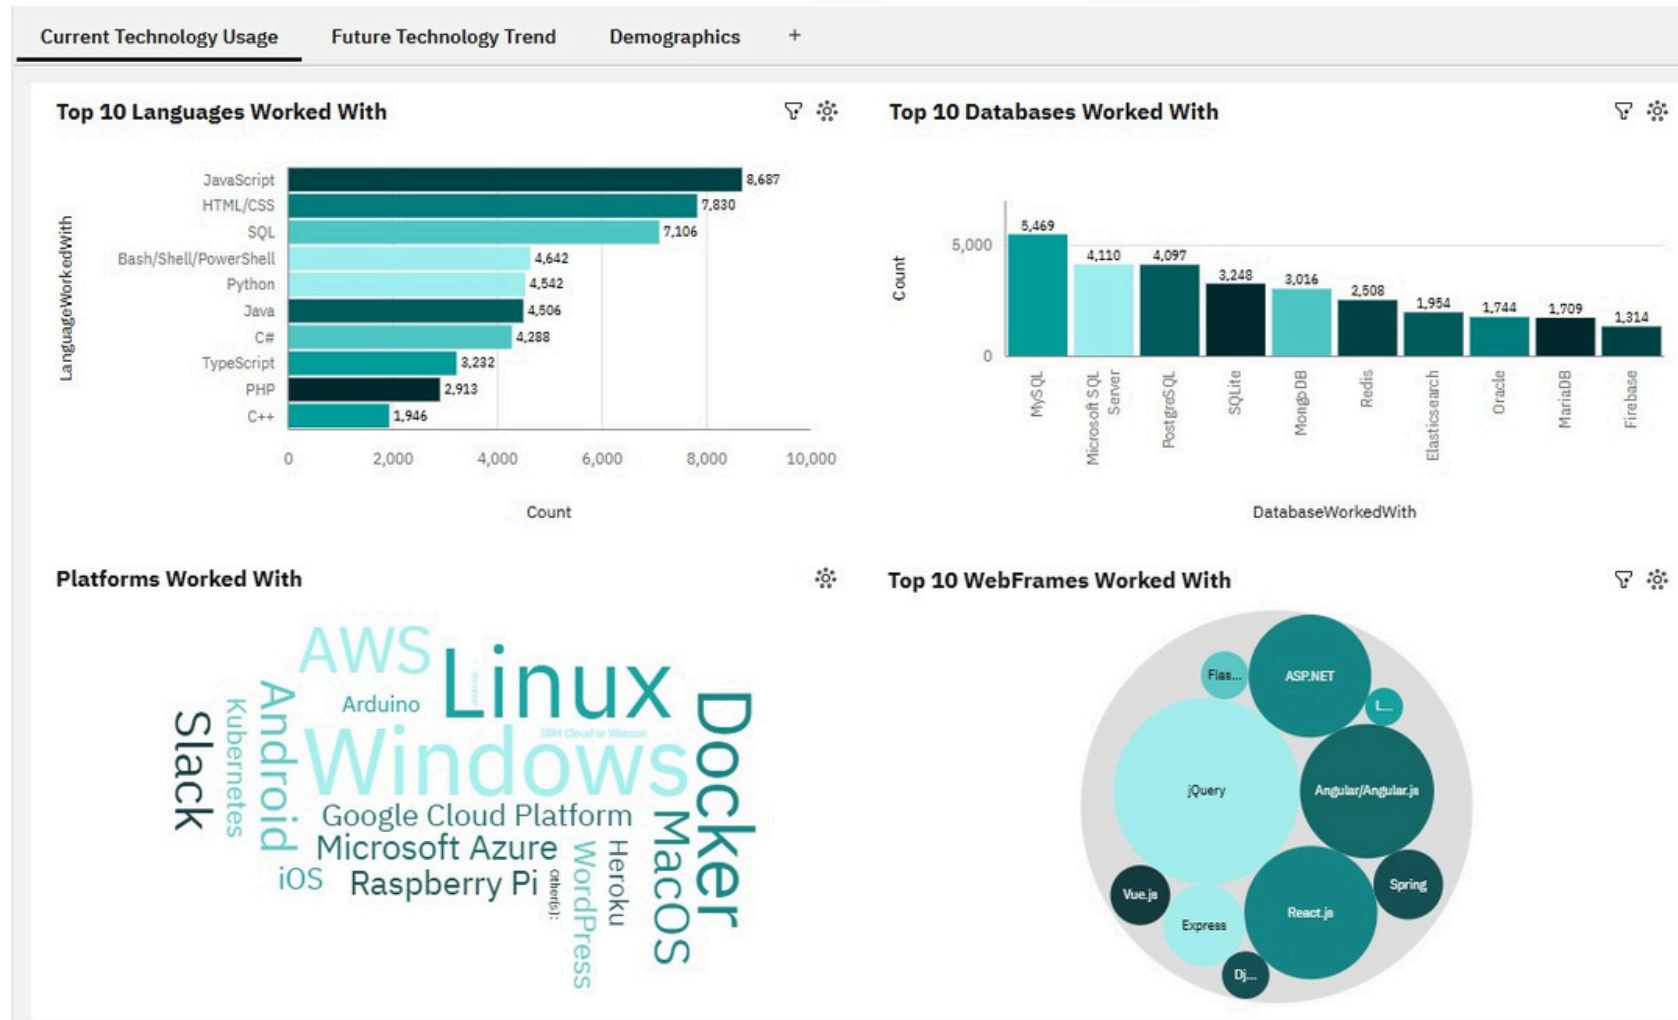 Current Technology Usage
Future Technology Trend
Demographics
+
Top 10 Languages Worked With
LanguageWorkedWith
JavaScript 8,687
HTML/CSS 7,830
SQL 7,106
Bash/Shell/PowerShell 4,642
Python 4,542
Java 4,506
C# 4,288
TypeScript 3,232
PHP 2,913
C++ 1,946
0 2,000 4,000 6,000 8,000 10,000
Count
Top 10 Databases Worked With
Count
5,000
0
5,469 4,110 4,097 3,248 3,016 2,508 1,954 1,744 1,709 1,314
MySQL
Microsoft SQL
Server
PostgreSQL
SQLite
MongoDB
Redis
Elasticsearch
Oracle
MariaDB
Firebase
DatabaseWorkedWith
Platforms Worked With
AWS
Linux
Arduino
Docker
Slack
Kubernetes
Android
IBM Cloud or Watson
Windows
Google Cloud Platform
Microsoft Azure
MacOS
iOS
Raspberry Pi
Other(s):
WordPress
Heroku
Top 10 WebFrames Worked With
Flas...
ASP.NET
L...
jQuery
Angular/Angular.js
Vue.js
Spring
Express
React.js
Dj...